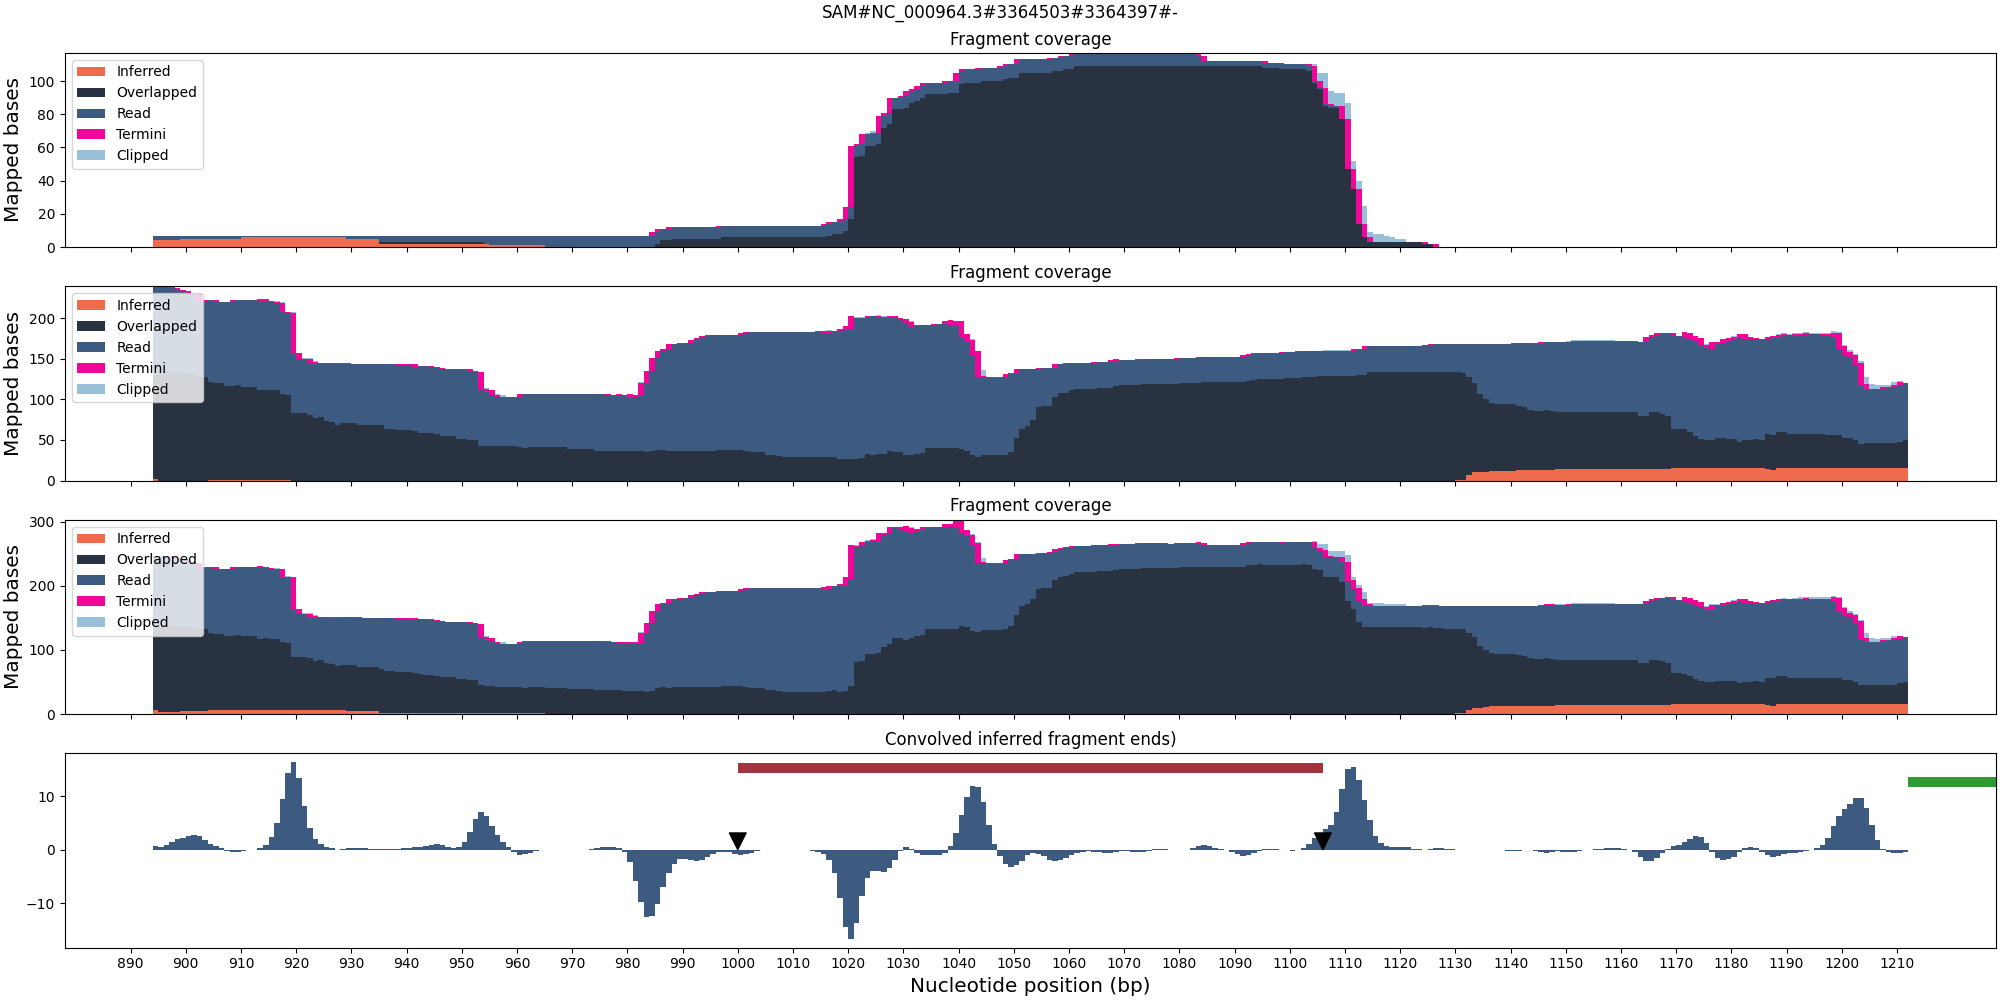 SAM#NC_000964.3#3364503#3364397#-
Fragment coverage
Mapped bases
100
80
60
40
20
0
Inferred
Overlapped
Read
Termini
Clipped
Fragment coverage
Mapped bases
200
150
100
50
0
Inferred
Overlapped
Read
Termini
Clipped
Fragment coverage
Mapped bases
300
200
100
0
Inferred
Overlapped
Read
Termini
Clipped
Convolved inferred fragment ends)
10
0
−10
890 900 910 920 930 940 950 960 970 980 990 1000 1010 1020 1030 1040 1050 1060 1070 1080 1090 1100 1110 1120 1130 1140 1150 1160 1170 1180 1190 1200 1210
Nucleotide position (bp)